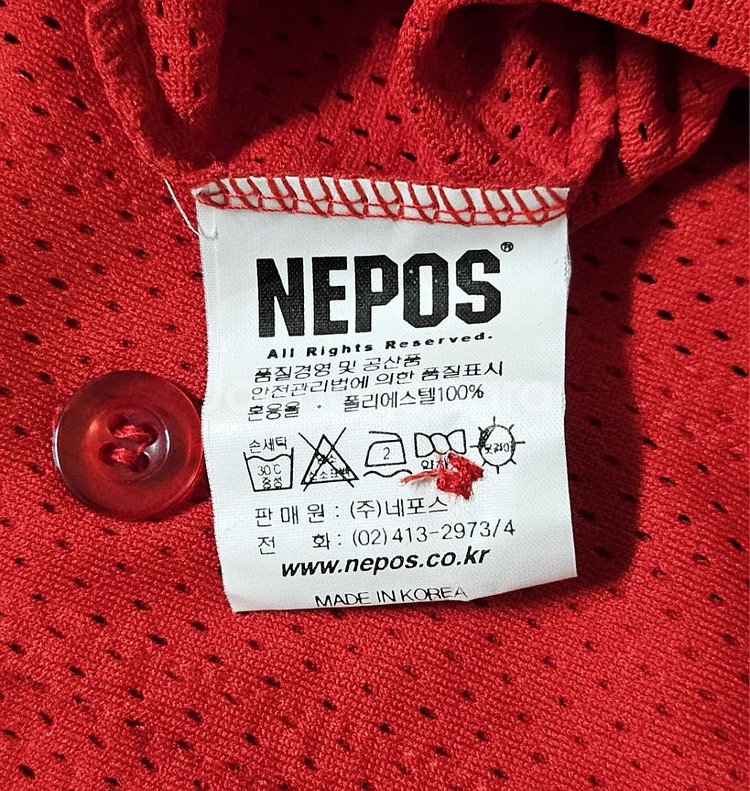 NEPOS®
All Rights Reserved.
품질경영 및 공산품
안전관리법에 의한 품질표시
혼용율 · 폴리에스텔100%
손세탁
30℃
중성
2
판매원 : (주)네포스
전 화 : (02)413-2973/4
www.nepos.co.kr
MADE IN KOREA